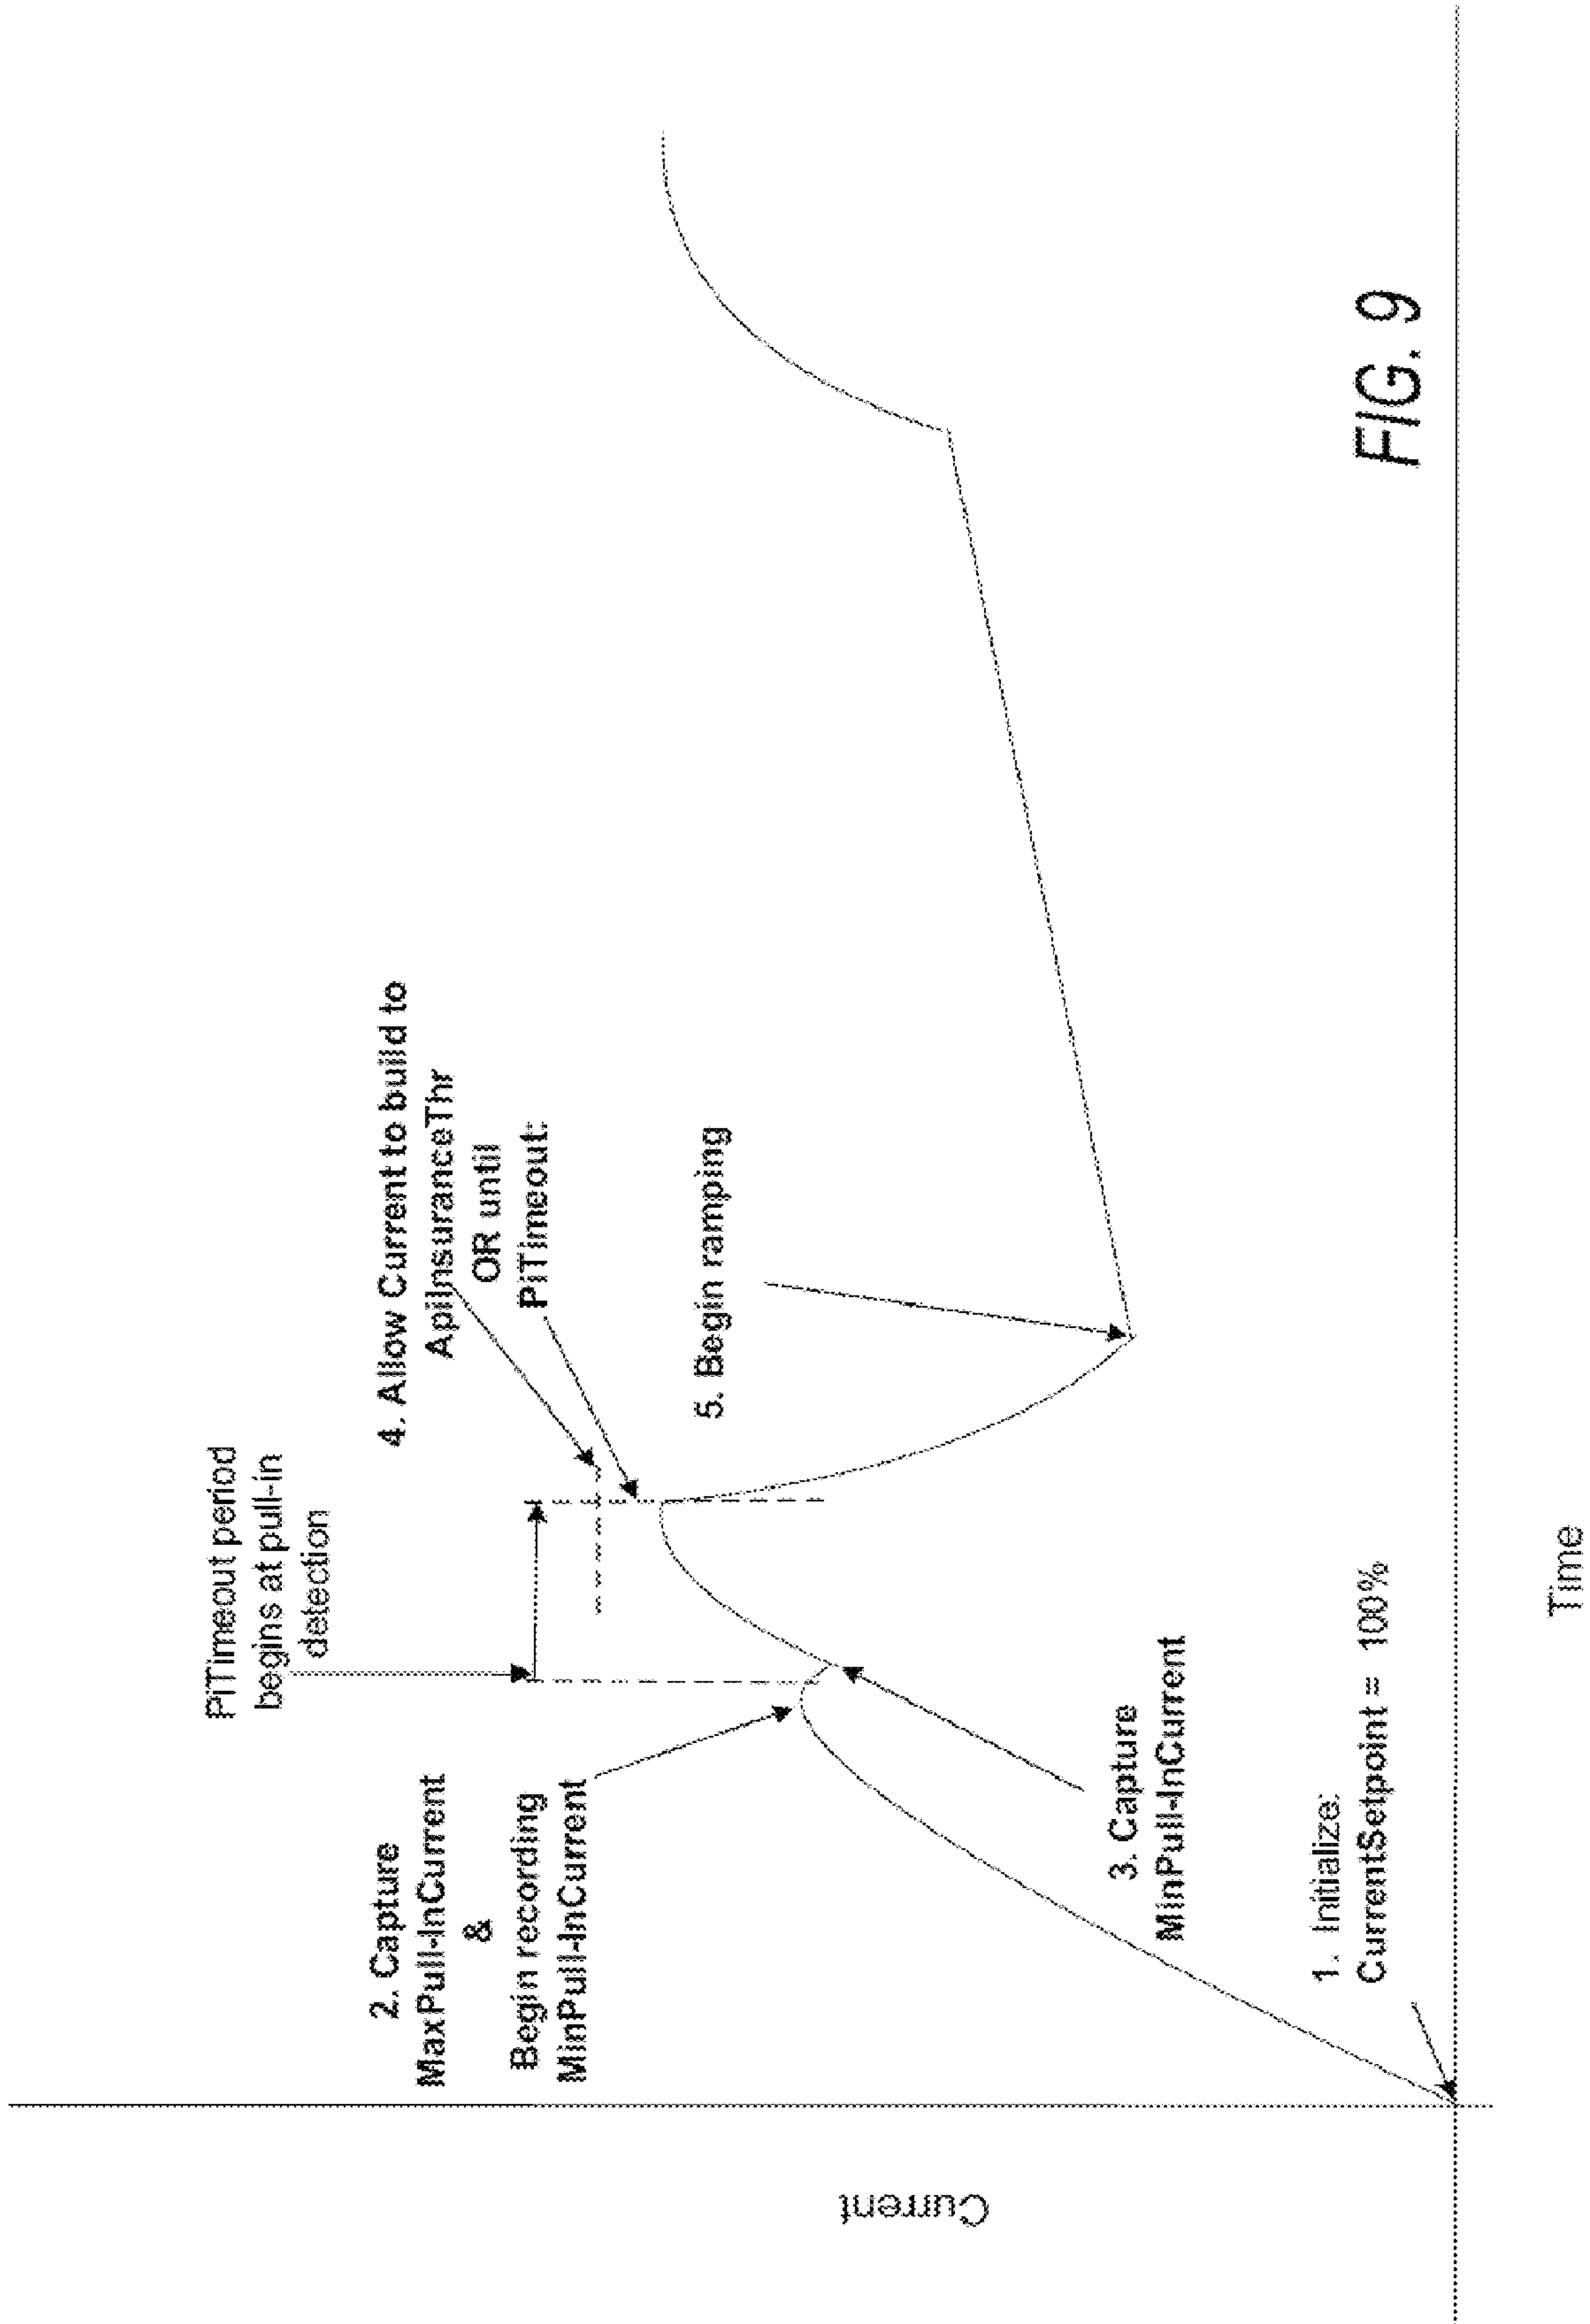 PiTimeout period
begins at pull-in
detection
2. Capture
MaxPull-InCurrent
&
Begin recording
MinPull-InCurrent
4. Allow Current to build to
ApiInsuranceThr
OR until
PiTimeout:
5. Begin ramping
3. Capture
MinPull-InCurrent
1. Initialize:
CurrentSetpoint = 100%
Current
Time
FIG. 9